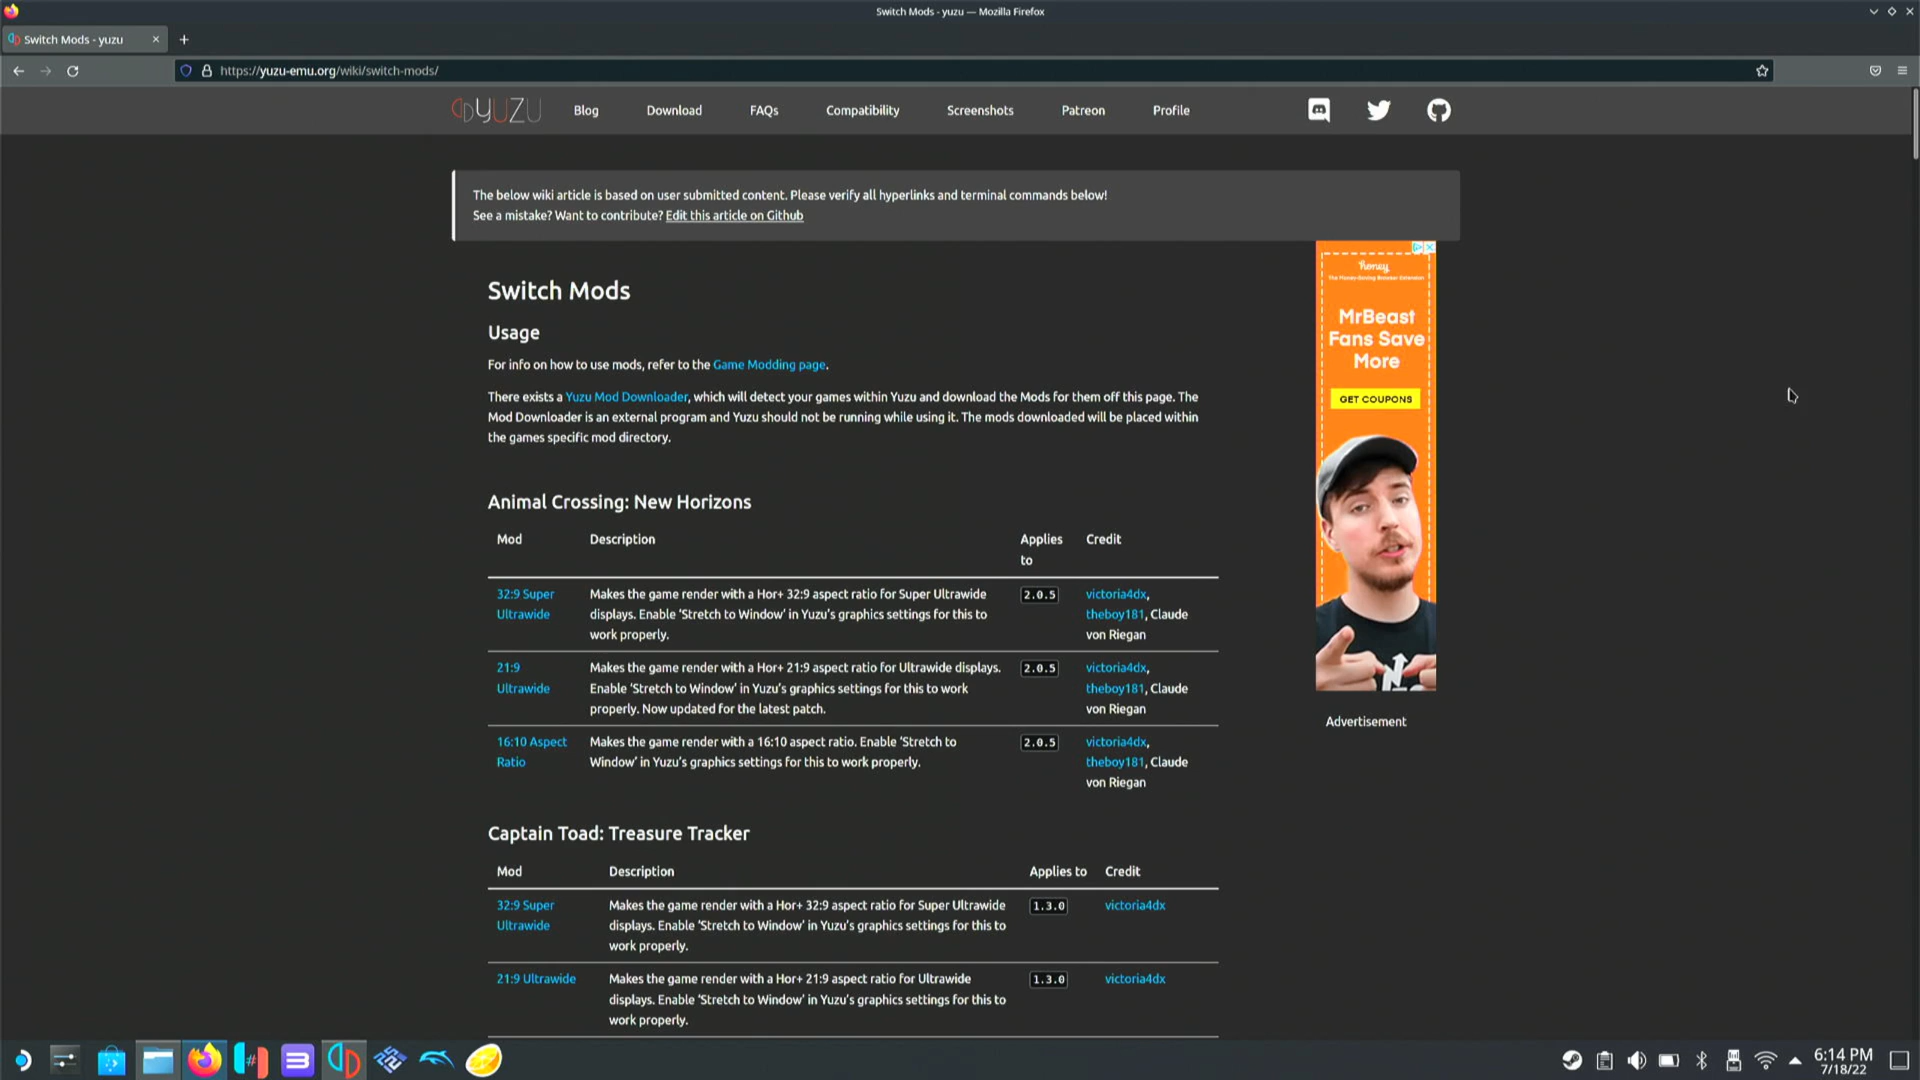 Switch Mods - yuzu — Mozilla Firefox
Switch Mods - yuzu
https://yuzu-emu.org/wiki/switch-mods/
YUZU
Blog
Download
FAQs
Compatibility
Screenshots
Patreon
Profile
The below wiki article is based on user submitted content. Please verify all hyperlinks and terminal commands below!
See a mistake? Want to contribute? Edit this article on Github
honey
The Money-Saving Browser Extension
MrBeast
Fans Save
More
GET COUPONS
Advertisement
Switch Mods
Usage
For info on how to use mods, refer to the Game Modding page.
There exists a Yuzu Mod Downloader, which will detect your games within Yuzu and download the Mods for them off this page. The
Mod Downloader is an external program and Yuzu should not be running while using it. The mods downloaded will be placed within
the games specific mod directory.
Animal Crossing: New Horizons
Mod
Description
Applies
to
Credit
32:9 Super
Ultrawide
Makes the game render with a Hor+ 32:9 aspect ratio for Super Ultrawide
displays. Enable ‘Stretch to Window’ in Yuzu’s graphics settings for this to
work properly.
2.0.5
victoria4dx,
theboy181, Claude
von Riegan
21:9
Ultrawide
Makes the game render with a Hor+ 21:9 aspect ratio for Ultrawide displays.
Enable ‘Stretch to Window’ in Yuzu’s graphics settings for this to work
properly. Now updated for the latest patch.
2.0.5
victoria4dx,
theboy181, Claude
von Riegan
16:10 Aspect
Ratio
Makes the game render with a 16:10 aspect ratio. Enable ‘Stretch to
Window’ in Yuzu’s graphics settings for this to work properly.
2.0.5
victoria4dx,
theboy181, Claude
von Riegan
Captain Toad: Treasure Tracker
Mod
Description
Applies to
Credit
32:9 Super
Ultrawide
Makes the game render with a Hor+ 32:9 aspect ratio for Super Ultrawide
displays. Enable ‘Stretch to Window’ in Yuzu’s graphics settings for this to
work properly.
1.3.0
victoria4dx
21:9 Ultrawide
Makes the game render with a Hor+ 21:9 aspect ratio for Ultrawide
displays. Enable ‘Stretch to Window’ in Yuzu’s graphics settings for this to
work properly.
1.3.0
victoria4dx
6:14 PM
7/18/22